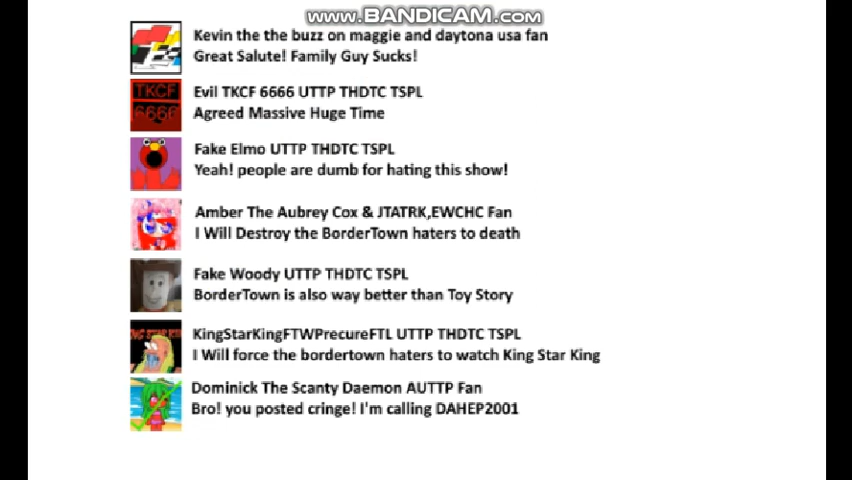 www.BANDICAM.com
Kevin the the buzz on maggie and daytona usa fan
Great Salute! Family Guy Sucks!
TKCF
6666
Evil TKCF 6666 UTTP THDTC TSPL
Agreed Massive Huge Time
Fake Elmo UTTP THDTC TSPL
Yeah! people are dumb for hating this show!
Amber The Aubrey Cox & JTATRK,EWCHC Fan
I Will Destroy the BorderTown haters to death
Fake Woody UTTP THDTC TSPL
BorderTown is also way better than Toy Story
KingStarKingFTWPrecureFTL UTTP THDTC TSPL
I Will force the bordertown haters to watch King Star King
Dominick The Scanty Daemon AUTTP Fan
Bro! you posted cringe! I'm calling DAHEP2001